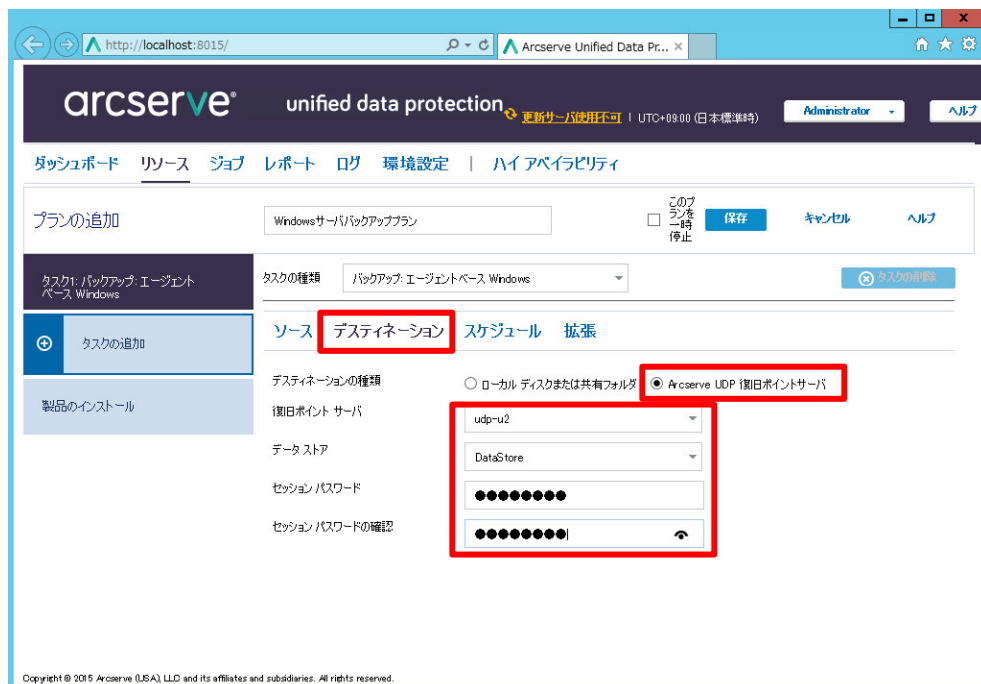 http://localhost:8015/
Arcserve Unified Data Pr... ×
arcserve®
unified data protection
更新サーバ使用不可 | UTC+09:00 (日本標準時)
Administrator
ヘルプ
ダッシュボード リソース ジョブ レポート ログ 環境設定 | ハイ アベイラビリティ
プランの追加
Windowsサーババックアッププラン
このプ
ランを
一時
停止
保存
キャンセル
ヘルプ
タスク1: バックアップ: エージェント
ベース Windows
タスクの種類
バックアップ: エージェントベース Windows
タスクの削除
タスクの追加
製品のインストール
ソース デスティネーション スケジュール 拡張
デスティネーションの種類
ローカル ディスクまたは共有フォルダ
Arcserve UDP 復旧ポイントサーバ
復旧ポイント サーバ
udp-u2
データ ストア
DataStore
セッション パスワード
●●●●●●●●
セッション パスワードの確認
●●●●●●●●
Copyright © 2015 Arcserve (USA), LLC and its affiliates and subsidiaries. All rights reserved.